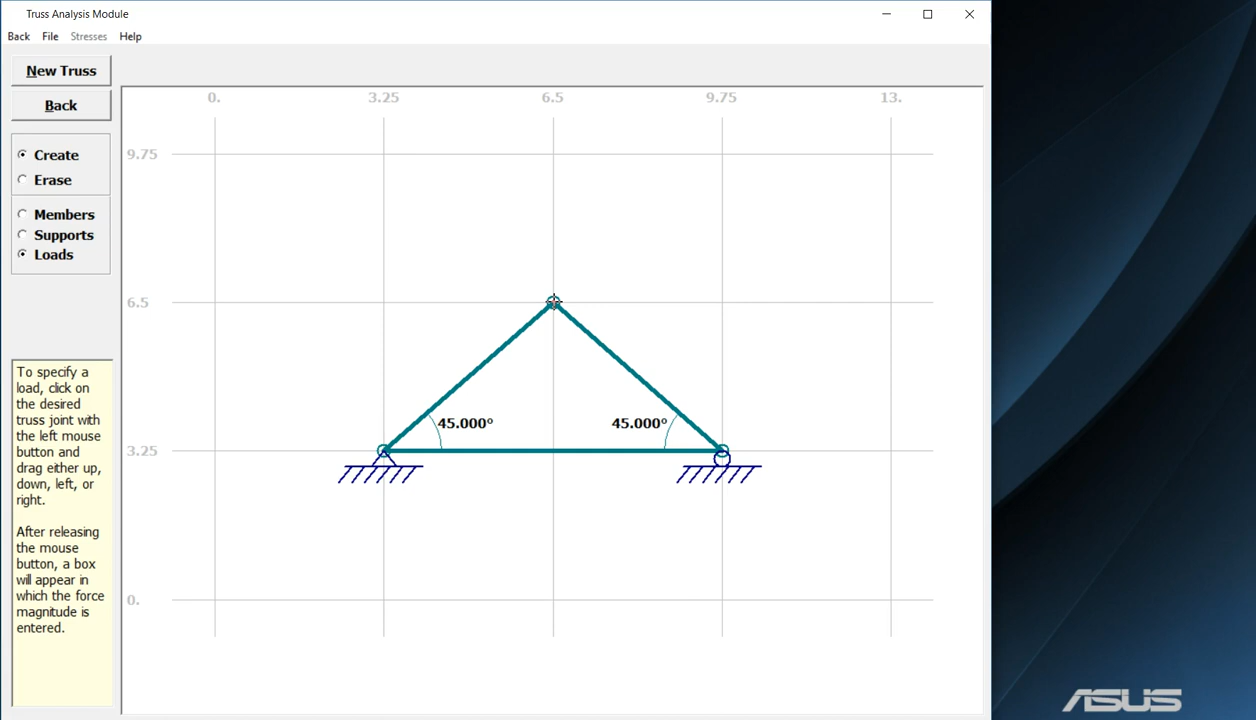 Truss Analysis Module
Back File Stresses Help
New Truss
Back
Create
Erase
Members
Supports
Loads
To specify a
load, click on
the desired
truss joint with
the left mouse
button and
drag either up,
down, left, or
right.
After releasing
the mouse
button, a box
will appear in
which the force
magnitude is
entered.
0. 3.25 6.5 9.75 13.
9.75
6.5
45.000º 45.000º
3.25
0.
ASUS